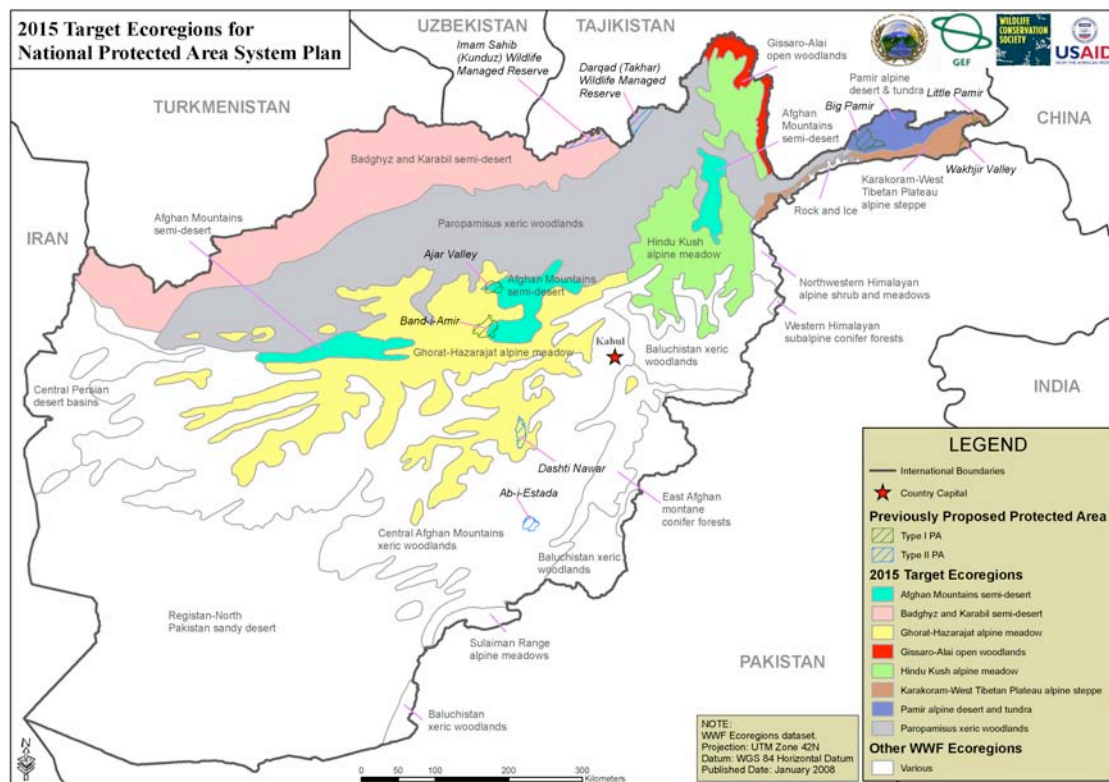 2015 Target Ecoregions for
National Protected Area System Plan
UZBEKISTAN
TAJIKISTAN
Imam Sahib
(Kunduz) Wildlife
Managed Reserve
Darqad (Takhar) Wildlife Managed
Reserve
Gissaro-Alai
open woodlands
GEF
WILDLIFE
CONSERVATION
SOCIETY
USAID
FROM THE AMERICAN PEOPLE
TURKMENISTAN
Pamir alpine
desert & tundra
Big Pamir
Little Pamir
CHINA
Afghan
Mountains
semi-desert
Badghyz and Karabil semi-desert
Wakhjir Valley
Karakoram-West
Tibetan Plateau
alpine steppe
Rock and Ice
Afghan Mountains
semi-desert
IRAN
Paropamisus xeric woodlands
Hindu Kush
alpine meadow
Ajar Valley
Afghan Mountains
semi-desert
Northwestern Himalayan
alpine shrub and meadows
Band-i-Amir
Western Himalayan
subalpine conifer forests
Kabul
Ghorat-Hazarajat alpine meadow
Baluchistan xeric
woodlands
Central Persian
desert basins
INDIA
Dashti Nawar
Ab-i-Estada
East Afghan
montane
conifer forests
Central Afghan Mountains
xeric woodlands
Baluchistan xeric
woodlands
Registan-North
Pakistan sandy desert
Sulaiman Range
alpine meadows
PAKISTAN
Baluchistan
xeric woodlands
LEGEND
International Boundaries
Country Capital
Previously Proposed Protected Area
Type I PA
Type II PA
2015 Target Ecoregions
Afghan Mountains semi-desert
Badghyz and Karabil semi-desert
Ghorat-Hazarajat alpine meadow
Gissaro-Alai open woodlands
Hindu Kush alpine meadow
Karakoram-West Tibetan Plateau alpine steppe
Pamir alpine desert and tundra
Paropamisus xeric woodlands
Other WWF Ecoregions
Various
NOTE:
WWF Ecoregions dataset.
Projection: UTM Zone 42N
Datum: WGS 84 Horizontal Datum
Published Date: January 2008
N
0 50 100 200 300
Kilometers